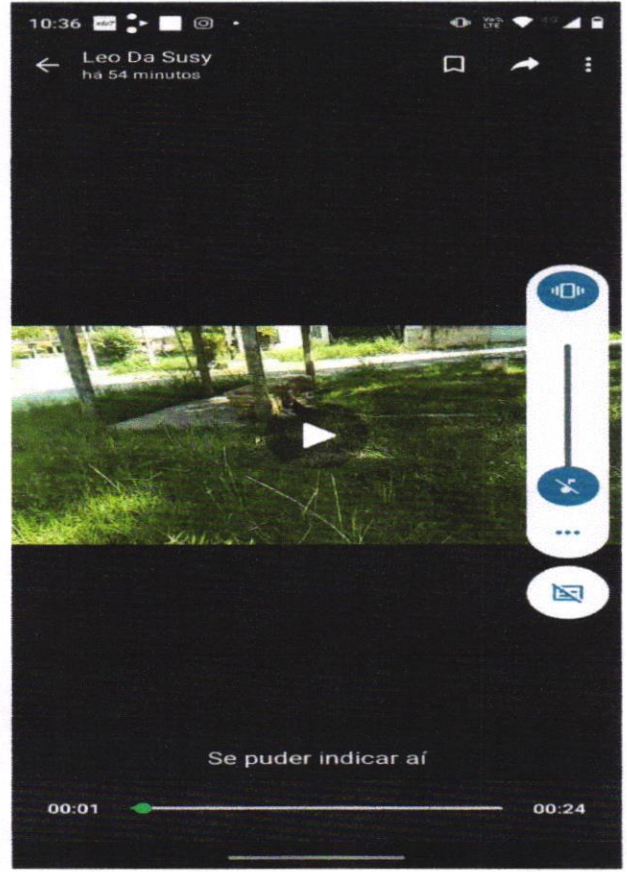 10:36
Leo Da Susy
há 54 minutos
Se puder indicar aí
00:01
00:24